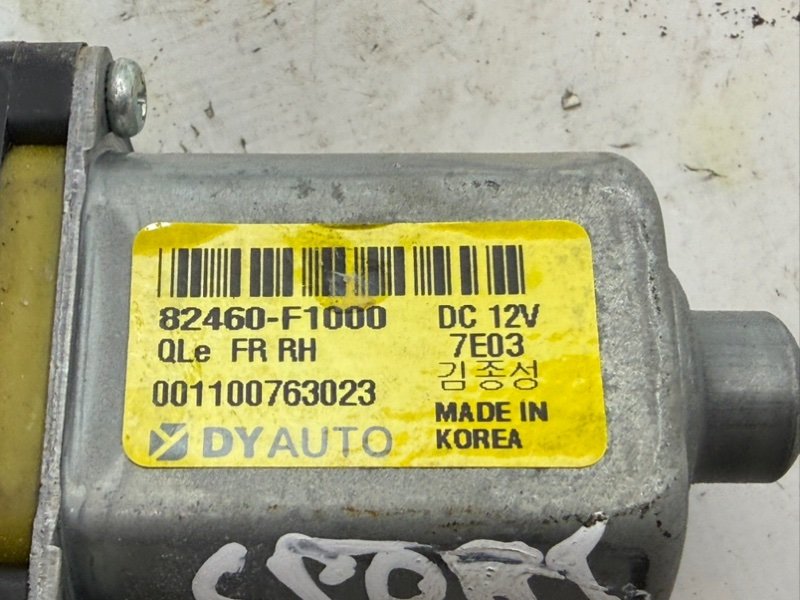 82460-F1000 DC 12V
QLe FR RH 7E03
김종성
001100763023
MADE IN
KOREA
DYAUTO